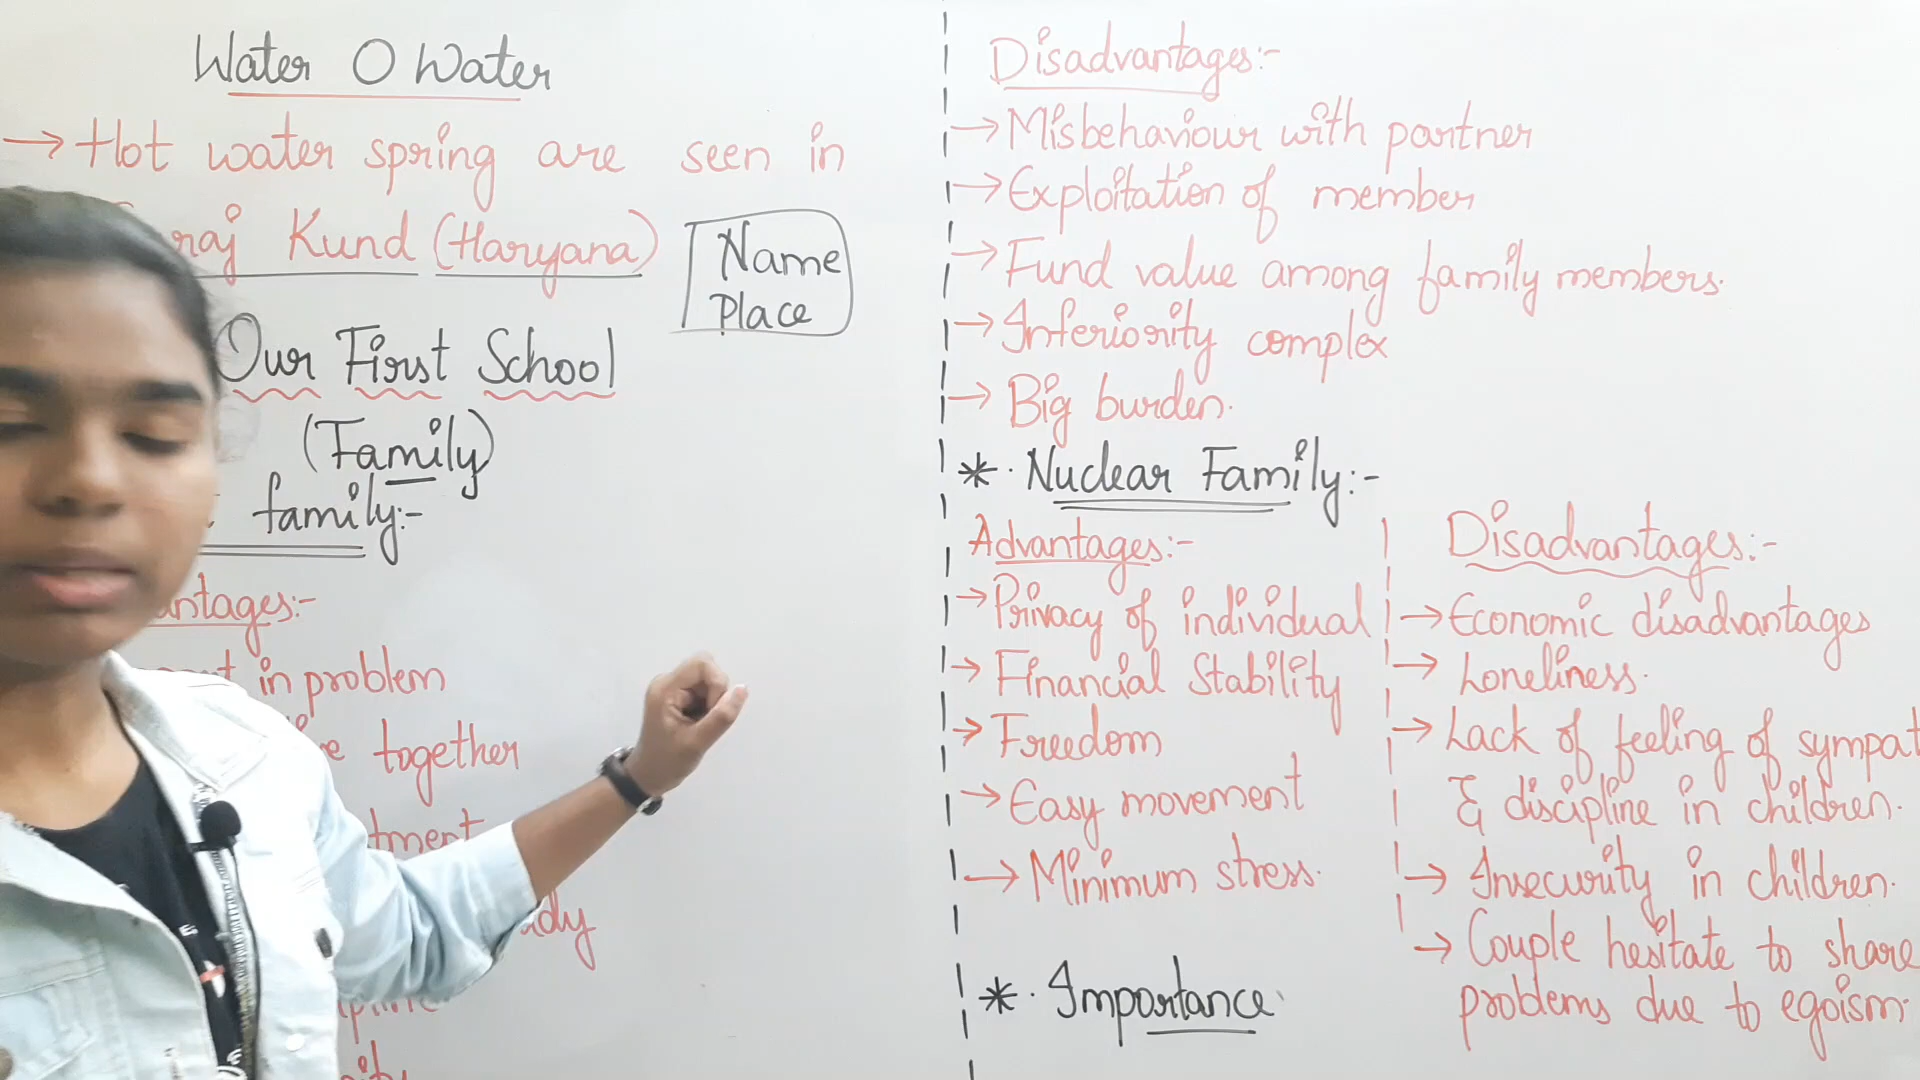 Water O Water
→ Hot water spring are seen in
Kund (Haryana)
Name
Place
Our First School
(Family)
family:-
in problem
together
Disadvantages:-
→ Misbehaviour with partner
→ Exploitation of member
→ Fund value among family members.
→ Inferiority complex
→ Big burden.
* . Nuclear Family:-
Advantages:-
→ Privacy of individual
→ Financial Stability
→ Freedom
→ Easy movement
→ Minimum stress.
Disadvantages:-
→ Economic disadvantages
→ Loneliness.
→ Lack of feeling of sympat
& discipline in children.
→ Insecurity in children.
→ Couple hesitate to share
problems due to egoism.
* . Importance